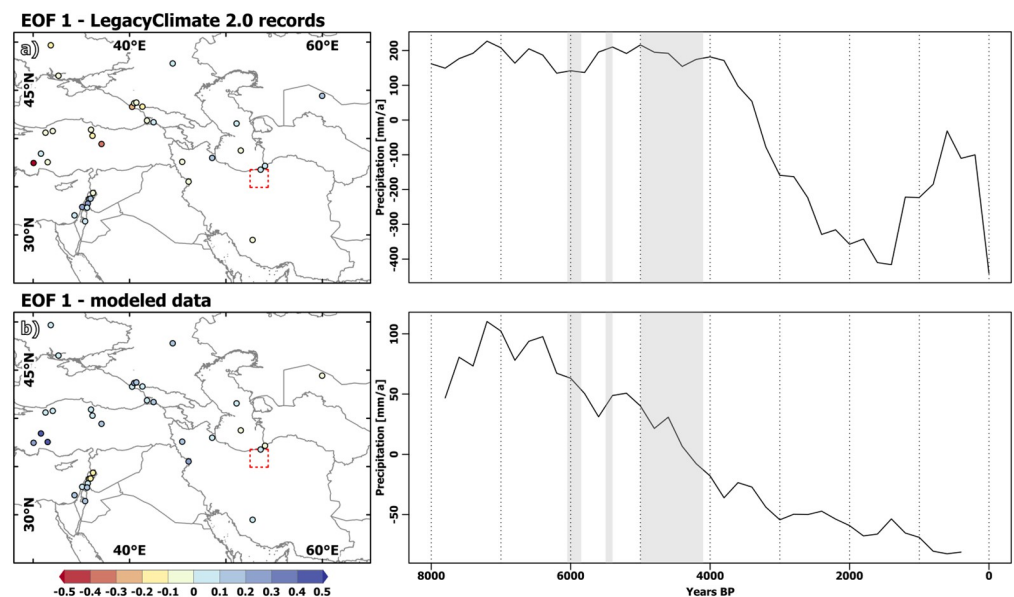 EOF 1 - LegacyClimate 2.0 records
a)
40°E
60°E
45°N
30°N
Precipitation [mm/a]
200
100
0
-100
-200
-300
-400
EOF 1 - modeled data
b)
45°N
30°N
40°E
60°E
Precipitation [mm/a]
100
50
0
-50
8000
6000
4000
2000
0
Years BP
-0.5 -0.4 -0.3 -0.2 -0.1 0 0.1 0.2 0.3 0.4 0.5